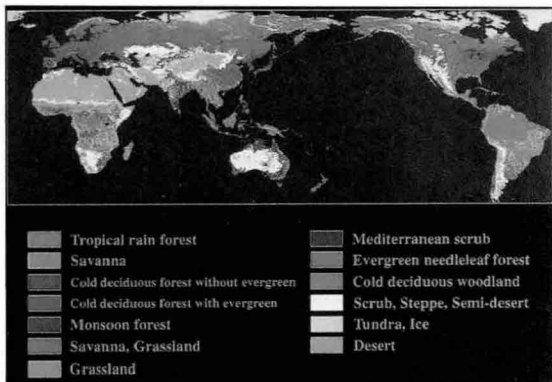 Tropical rain forest
Savanna
Cold deciduous forest without evergreen
Cold deciduous forest with evergreen
Monsoon forest
Savanna, Grassland
Grassland
Mediterranean scrub
Evergreen needleleaf forest
Cold deciduous woodland
Scrub, Steppe, Semi-desert
Tundra, Ice
Desert